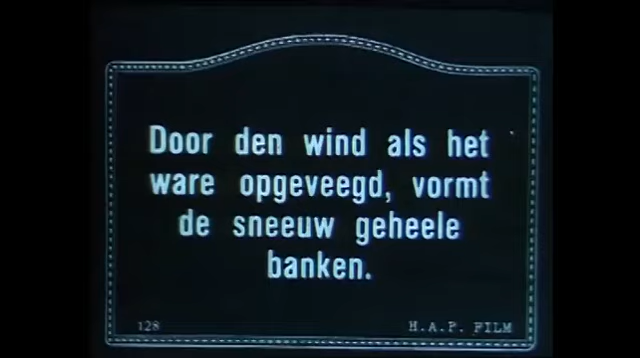 Door den wind als het
ware opgeveegd, vormt
de sneeuw geheele
banken.
128 H.A.P. FILM